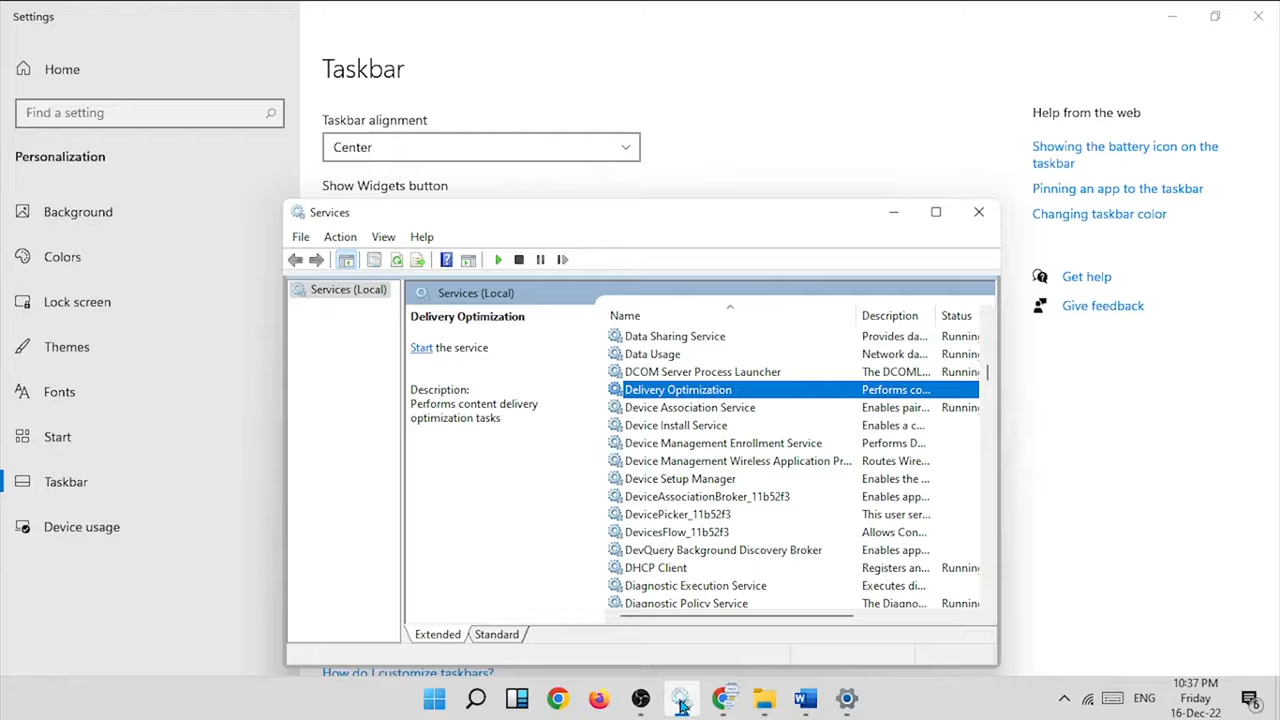 Settings
Home
Find a setting
Personalization
Background
Colors
Lock screen
Themes
Fonts
Start
Taskbar
Device usage
Taskbar
Taskbar alignment
Center
Show Widgets button
Help from the web
Showing the battery icon on the
taskbar
Pinning an app to the taskbar
Changing taskbar color
Get help
Give feedback
Services
File Action View Help
Services (Local)
Services (Local)
Delivery Optimization
Start the service
Description:
Performs content delivery
optimization tasks
Name Description Status
Data Sharing Service Provides da... Running
Data Usage Network da... Running
DCOM Server Process Launcher The DCOML... Running
Delivery Optimization Performs co...
Device Association Service Enables pair... Running
Device Install Service Enables a c...
Device Management Enrollment Service Performs D...
Device Management Wireless Application Pr... Routes Wire...
Device Setup Manager Enables the ...
DeviceAssociationBroker_11b52f3 Enables app...
DevicePicker_11b52f3 This user ser...
DevicesFlow_11b52f3 Allows Con...
DevQuery Background Discovery Broker Enables app...
DHCP Client Registers an... Running
Diagnostic Execution Service Executes di...
Diagnostic Policy Service The Diagno... Running
Extended Standard
How do I customize taskbars?
ENG
10:37 PM
Friday
16-Dec-22
6